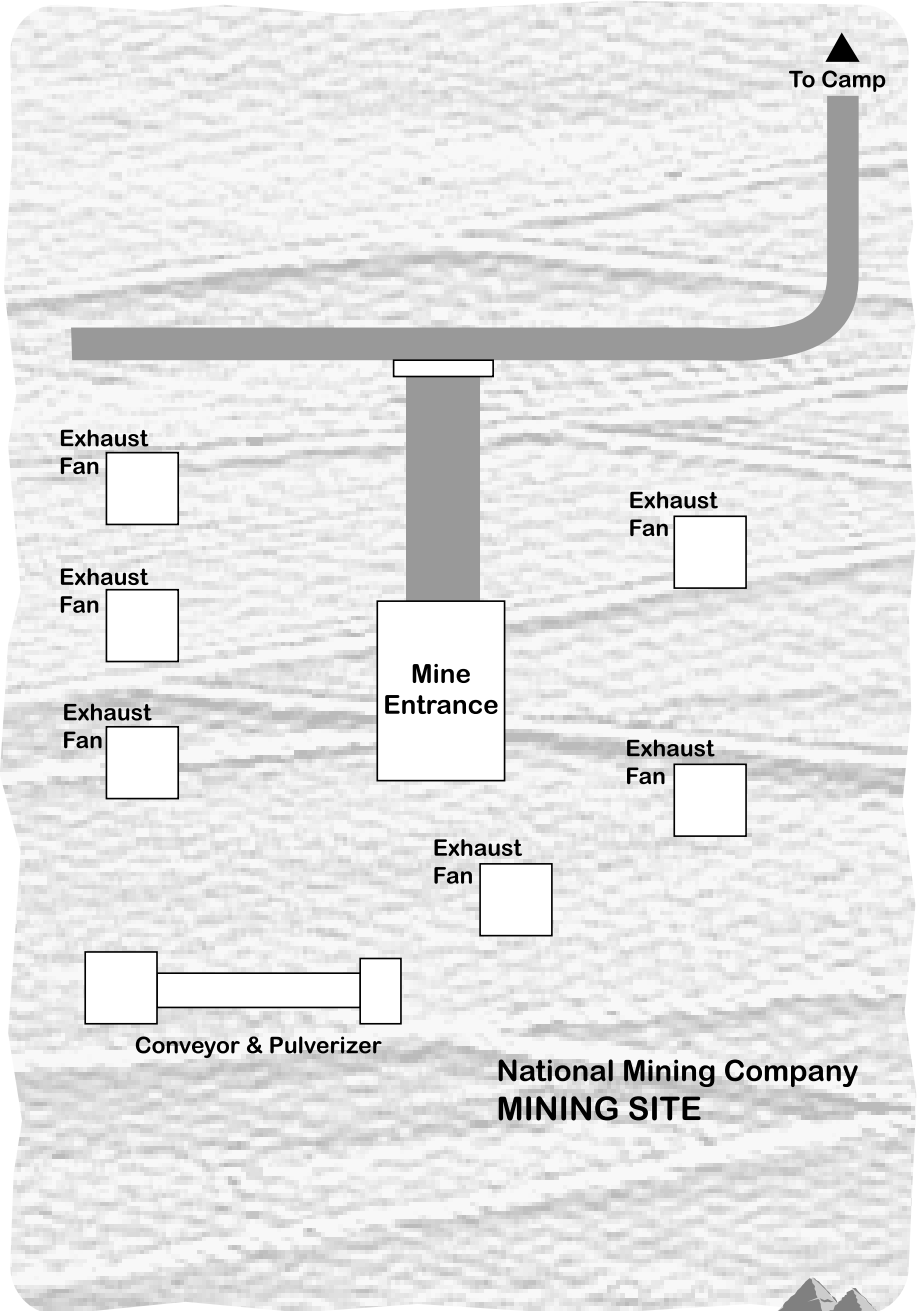 To Camp
Exhaust
Fan
Exhaust
Fan
Exhaust
Fan
Mine
Entrance
Exhaust
Fan
Exhaust
Fan
Exhaust
Fan
Conveyor & Pulverizer
National Mining Company
MINING SITE